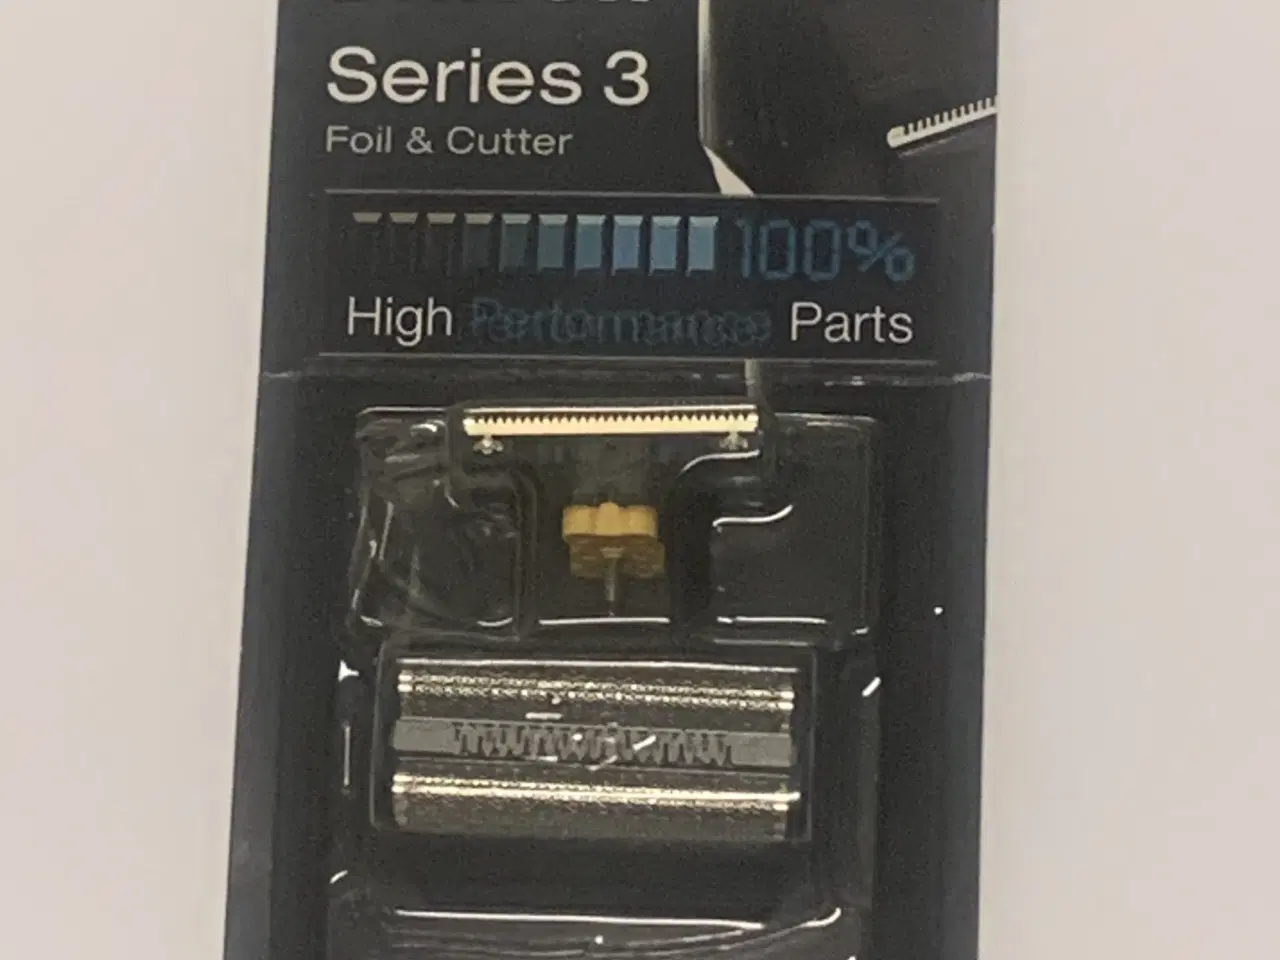 Series 3
Foil & Cutter
100%
High Performance Parts